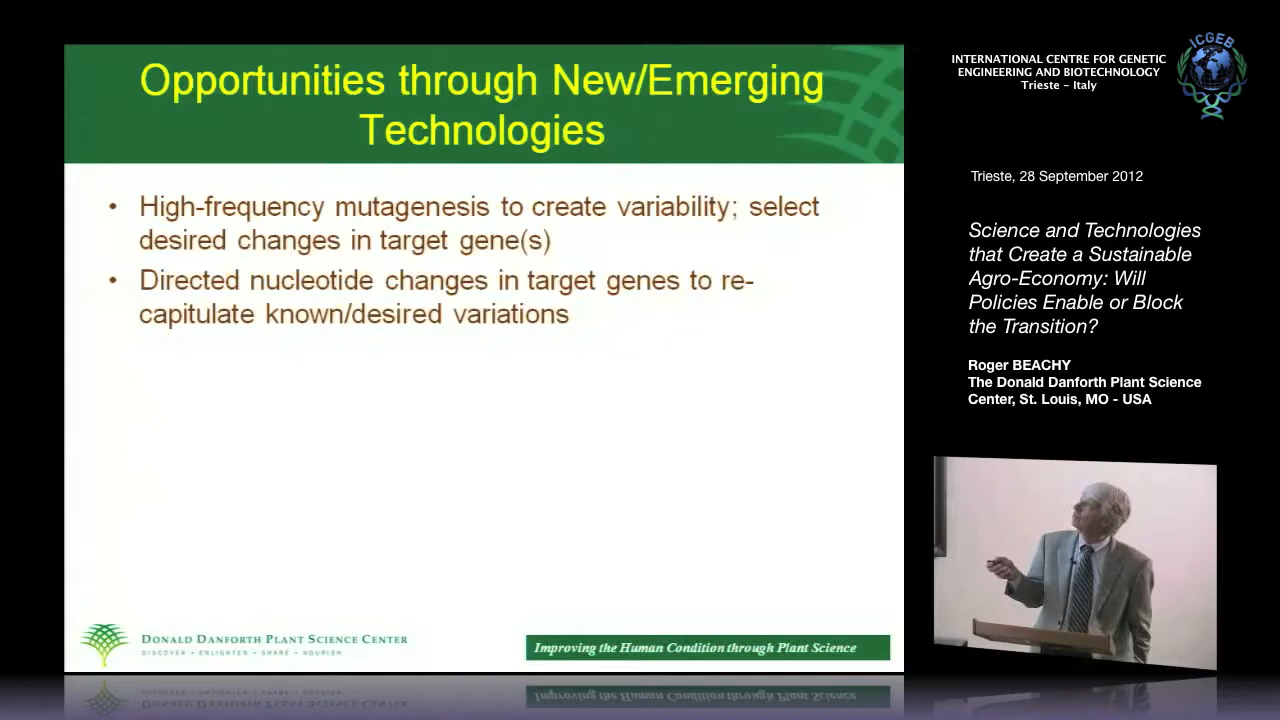 Opportunities through New/Emerging
Technologies
• High-frequency mutagenesis to create variability; select
desired changes in target gene(s)
• Directed nucleotide changes in target genes to re-
capitulate known/desired variations
DONALD DANFORTH PLANT SCIENCE CENTER
DISCOVER • ENLIGHTEN • SHARE • NOURISH
Improving the Human Condition through Plant Science
INTERNATIONAL CENTRE FOR GENETIC
ENGINEERING AND BIOTECHNOLOGY
Trieste – Italy
ICGEB
Trieste, 28 September 2012
Science and Technologies
that Create a Sustainable
Agro-Economy: Will
Policies Enable or Block
the Transition?
Roger BEACHY
The Donald Danforth Plant Science
Center, St. Louis, MO - USA